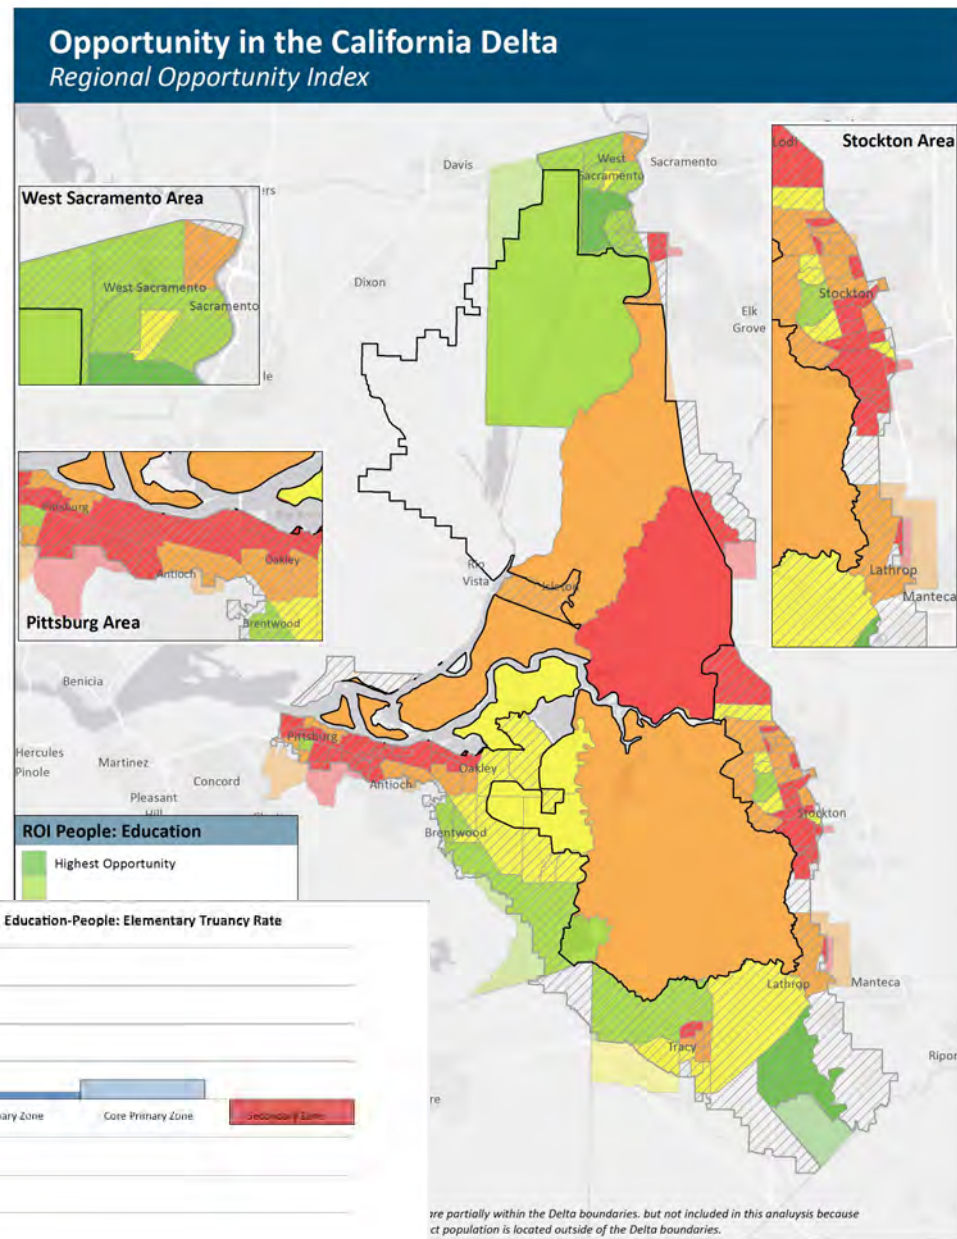 Opportunity in the California Delta
Regional Opportunity Index
Davis
West
Sacramento
Sacramento
Dixon
Elk
Grove
Rio
Vista
Isleton
Benicia
Hercules
Pinole
Martinez
Concord
Pleasant
Hill
Pittsburg
Antioch
Oakley
Brentwood
Stockton
Lathrop
Manteca
Tracy
West Sacramento Area
West Sacramento
Sacramento
Pittsburg Area
Antioch
Oakley
Brentwood
Stockton Area
Lodi
Stockton
Lathrop
Manteca
ROI People: Education
Highest Opportunity
Education-People: Elementary Truancy Rate
Zone
Core Primary Zone
Secondary Zone
are partially within the Delta boundaries. but not included in this analuysis because
population is located outside of the Delta boundaries.